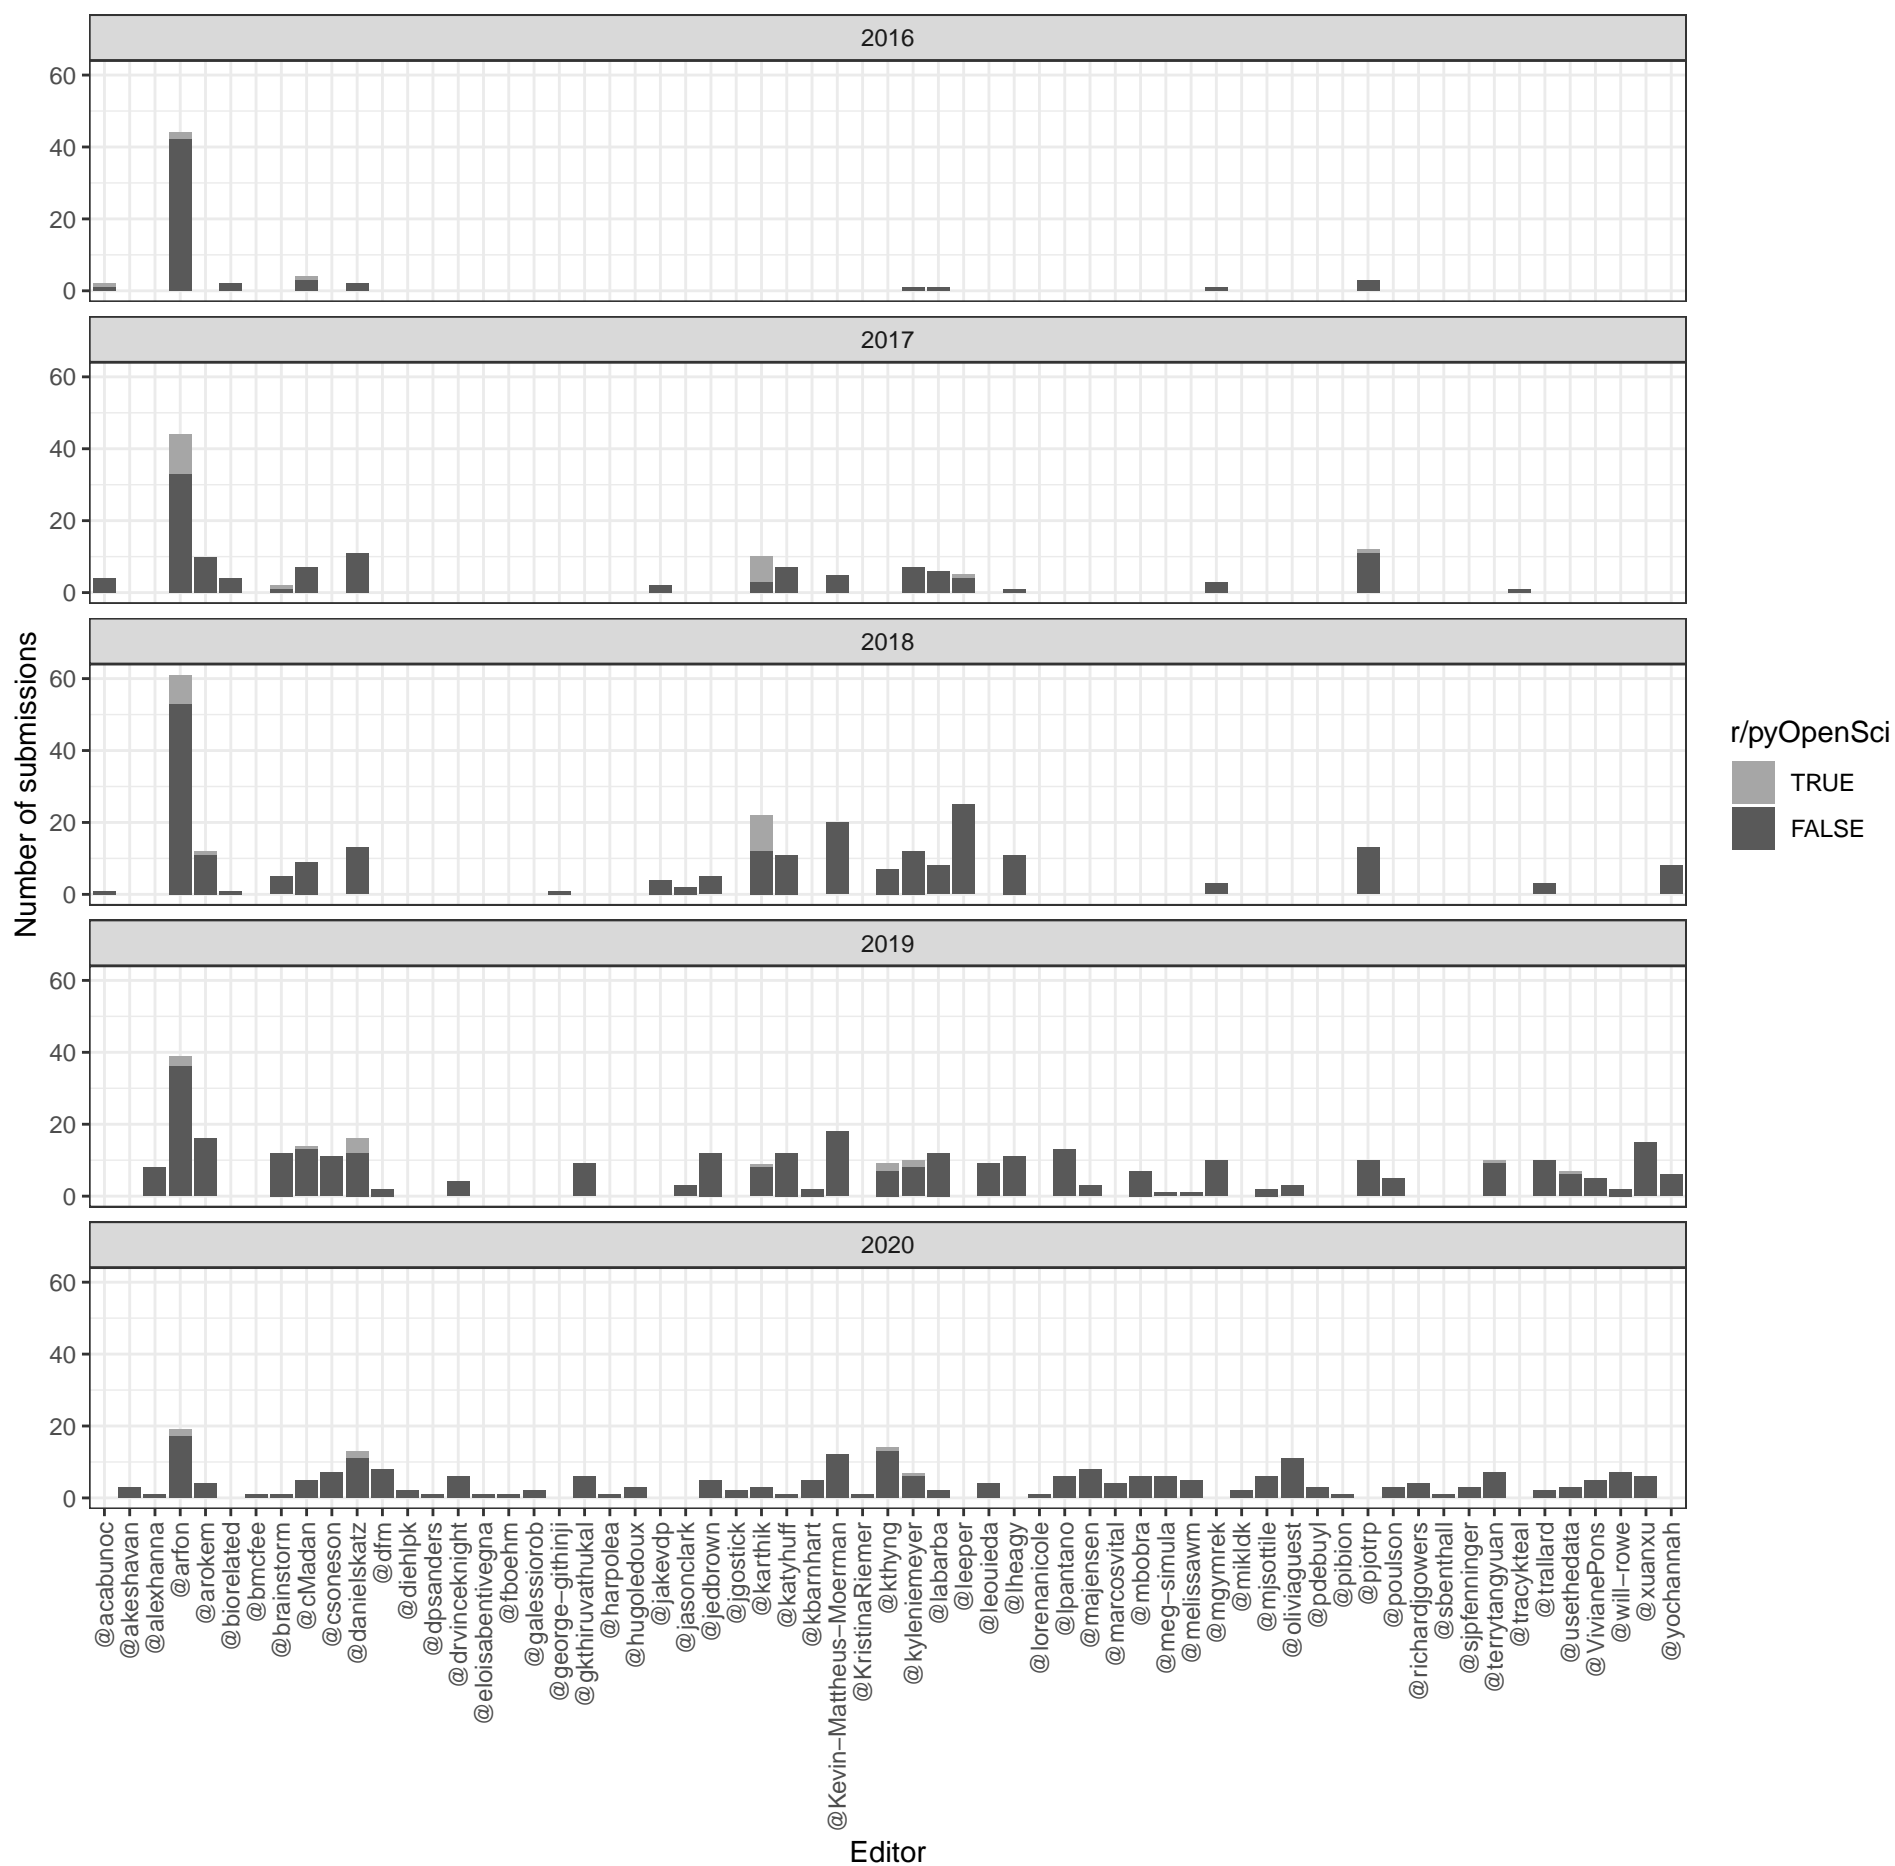 2016
60
40
20
0
2017
60
40
20
0
2018
60
40
20
0
2019
60
40
20
0
2020
60
40
20
0
Number of submissions
@acabunoc
@akeshavan
@alexhanna
@arfon
@arokem
@biorelated
@bmcfee
@brainstorm
@cMadan
@csoneson
@danielskatz
@dfm
@diehlpk
@dpsanders
@drvinceknight
@eloisabentivegna
@fboehm
@galessiorob
@george−githinji
@gkthiruvathukal
@harpolea
@hugoledoux
@jakevdp
@jasonclark
@jedbrown
@jgostick
@karthik
@katyhuff
@kbarnhart
@Kevin−Mattheus−Moerman
@KristinaRiemer
@kthyng
@kyleniemeyer
@labarba
@leeper
@leouieda
@lheagy
@lorenanicole
@lpantano
@majensen
@marcosvital
@mbobra
@meg−simula
@melissawm
@mgymrek
@mikldk
@mjsottile
@oliviaguest
@pdebuyl
@pibion
@pjotrp
@poulson
@richardjgowers
@sbenthall
@sjpfenninger
@terrytangyuan
@tracykteal
@trallard
@usethedata
@VivianePons
@will−rowe
@xuanxu
@yochannah
Editor
r/pyOpenSci
TRUE
FALSE